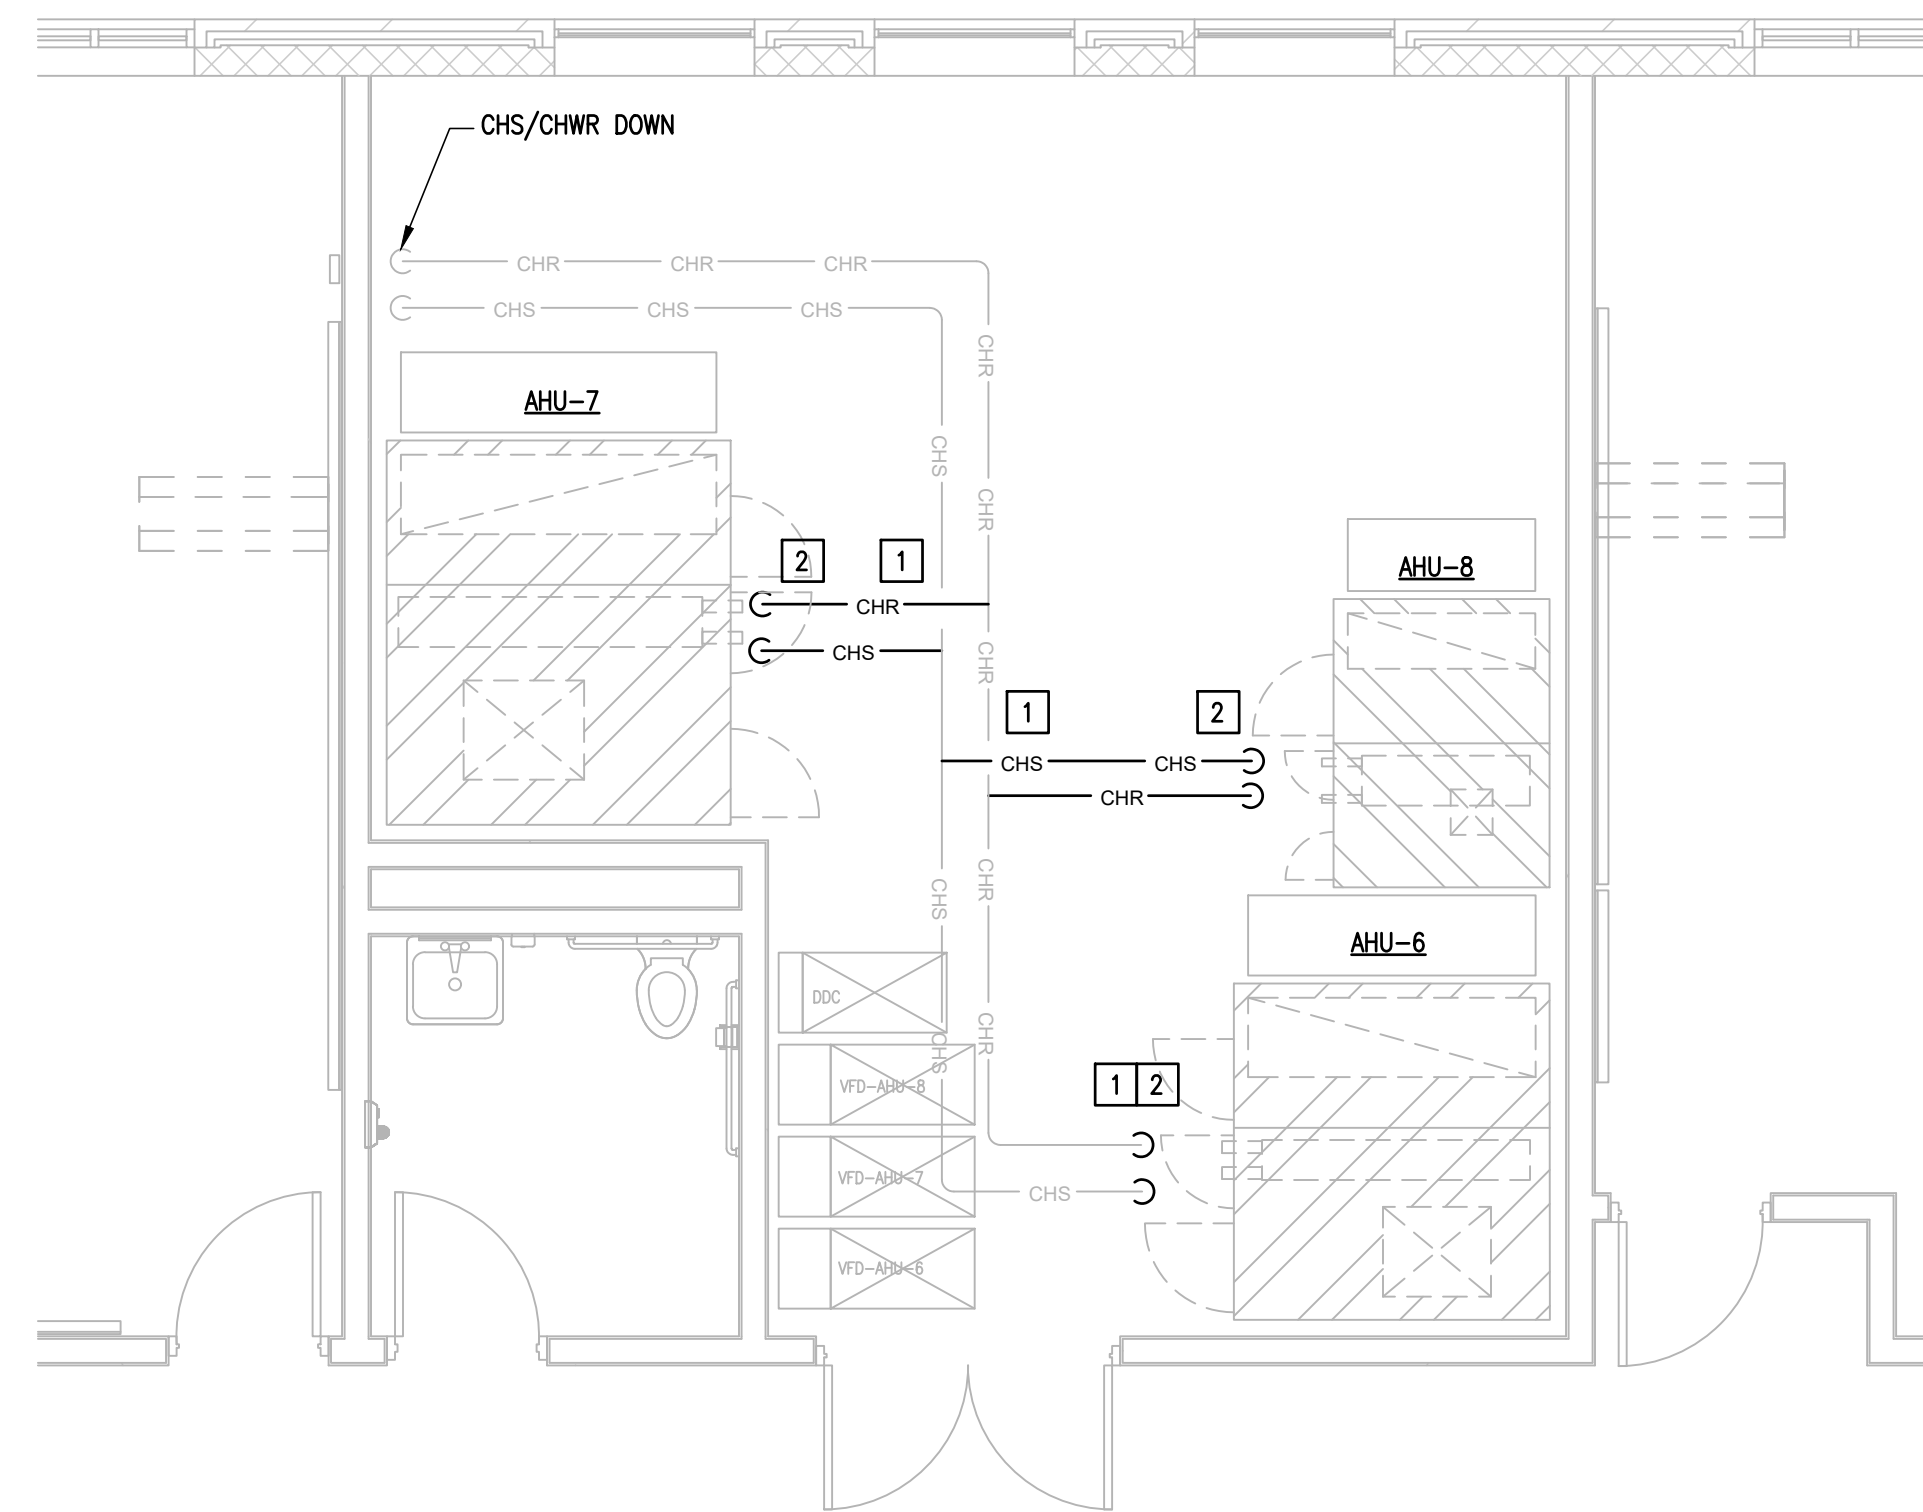 CHS/CHWR DOWN
CHR CHR CHR
CHS CHS CHS
CHR
AHU-7
CHS
CHR
2 1
AHU-8
CHR
CHS
CHR
1 2
CHS CHS
CHR
CHR
CHS
AHU-6
DDC
CHR
CHS
VFD-AHU-8
1 2
VFD-AHU-7
CHS
VFD-AHU-6